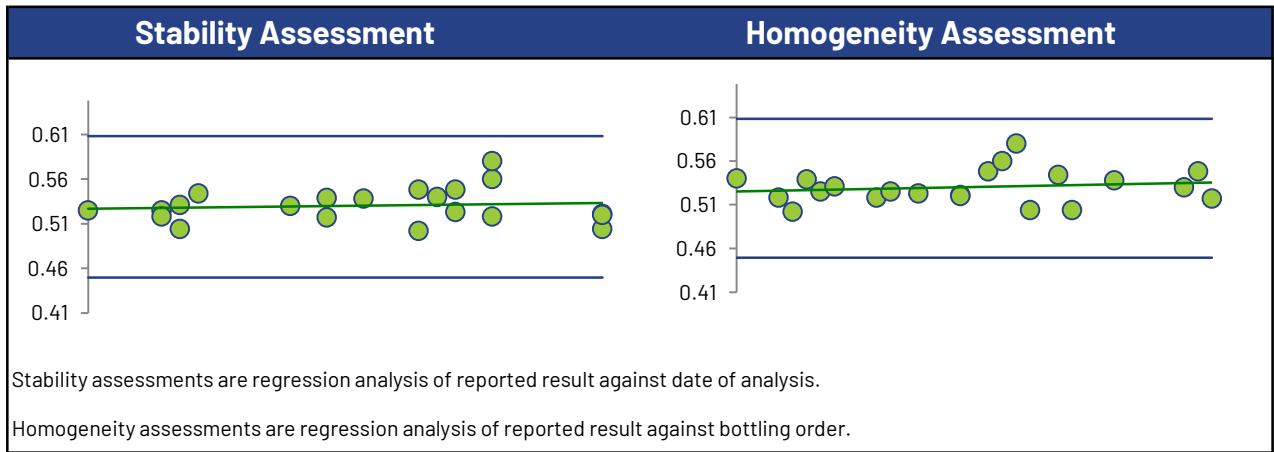 Stability Assessment
Homogeneity Assessment
0.61
0.56
0.51
0.46
0.41
0.61
0.56
0.51
0.46
0.41
Stability assessments are regression analysis of reported result against date of analysis.
Homogeneity assessments are regression analysis of reported result against bottling order.